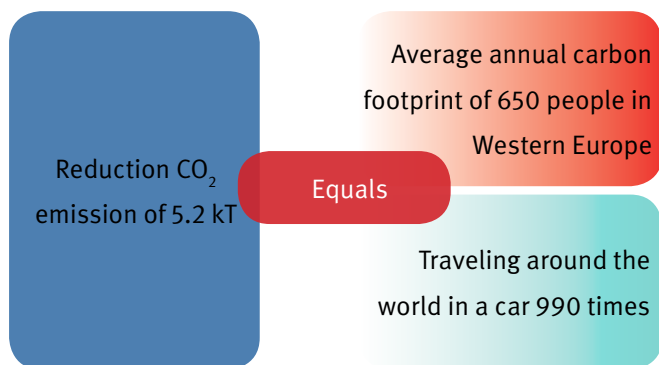 Reduction CO₂
emission of 5.2 kT
Equals
Average annual carbon
footprint of 650 people in
Western Europe
Traveling around the
world in a car 990 times